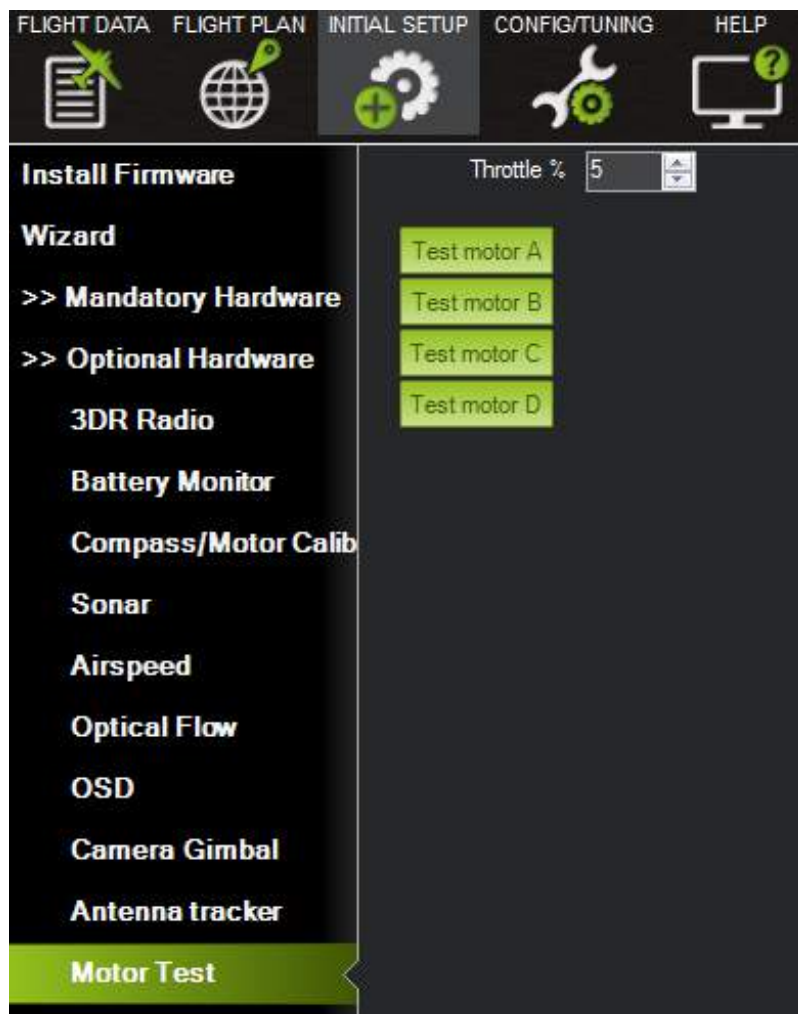 FLIGHT DATA FLIGHT PLAN INITIAL SETUP CONFIG/TUNING HELP
?
Install Firmware
Throttle % 5
Wizard
Test motor A
>> Mandatory Hardware
Test motor B
>> Optional Hardware
Test motor C
3DR Radio
Test motor D
Battery Monitor
Compass/Motor Calib
Sonar
Airspeed
Optical Flow
OSD
Camera Gimbal
Antenna tracker
Motor Test